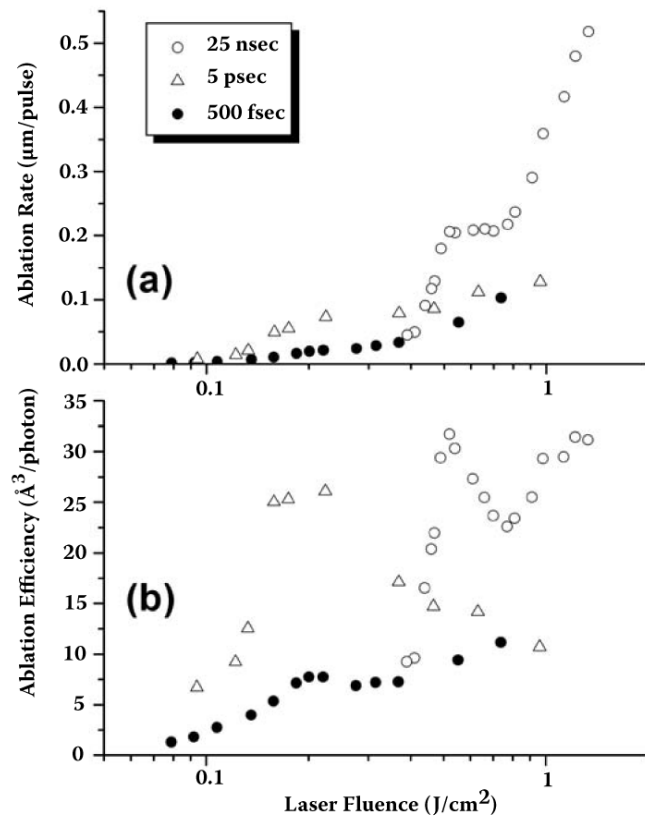 0.5
0.4
0.3
0.2
0.1
0.0
Ablation Rate (µm/pulse)
25 nsec
5 psec
500 fsec
(a)
0.1
1
35
30
25
20
15
10
5
0
Ablation Efficiency (Å³/photon)
(b)
0.1
1
Laser Fluence (J/cm²)